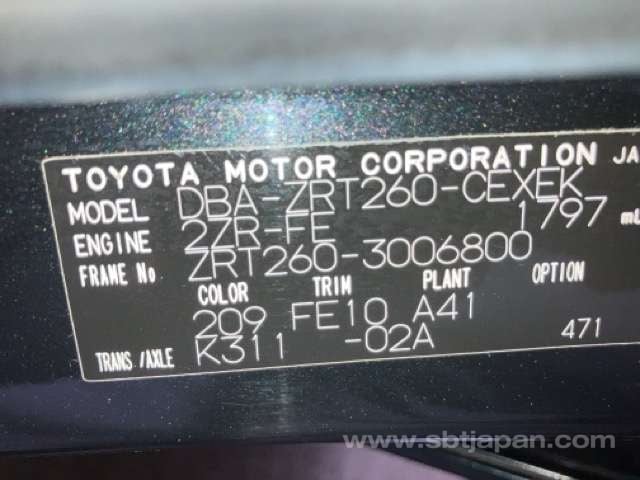 TOYOTA MOTOR CORPORATION JA
MODEL DBA-ZRT260-CEXEK
ENGINE 2ZR-FE 1797 mL
FRAME No ZRT260-3006800
COLOR TRIM PLANT OPTION
209 FE10 A41
TRANS/AXLE K311 -02A 471
www.sbtjapan.com